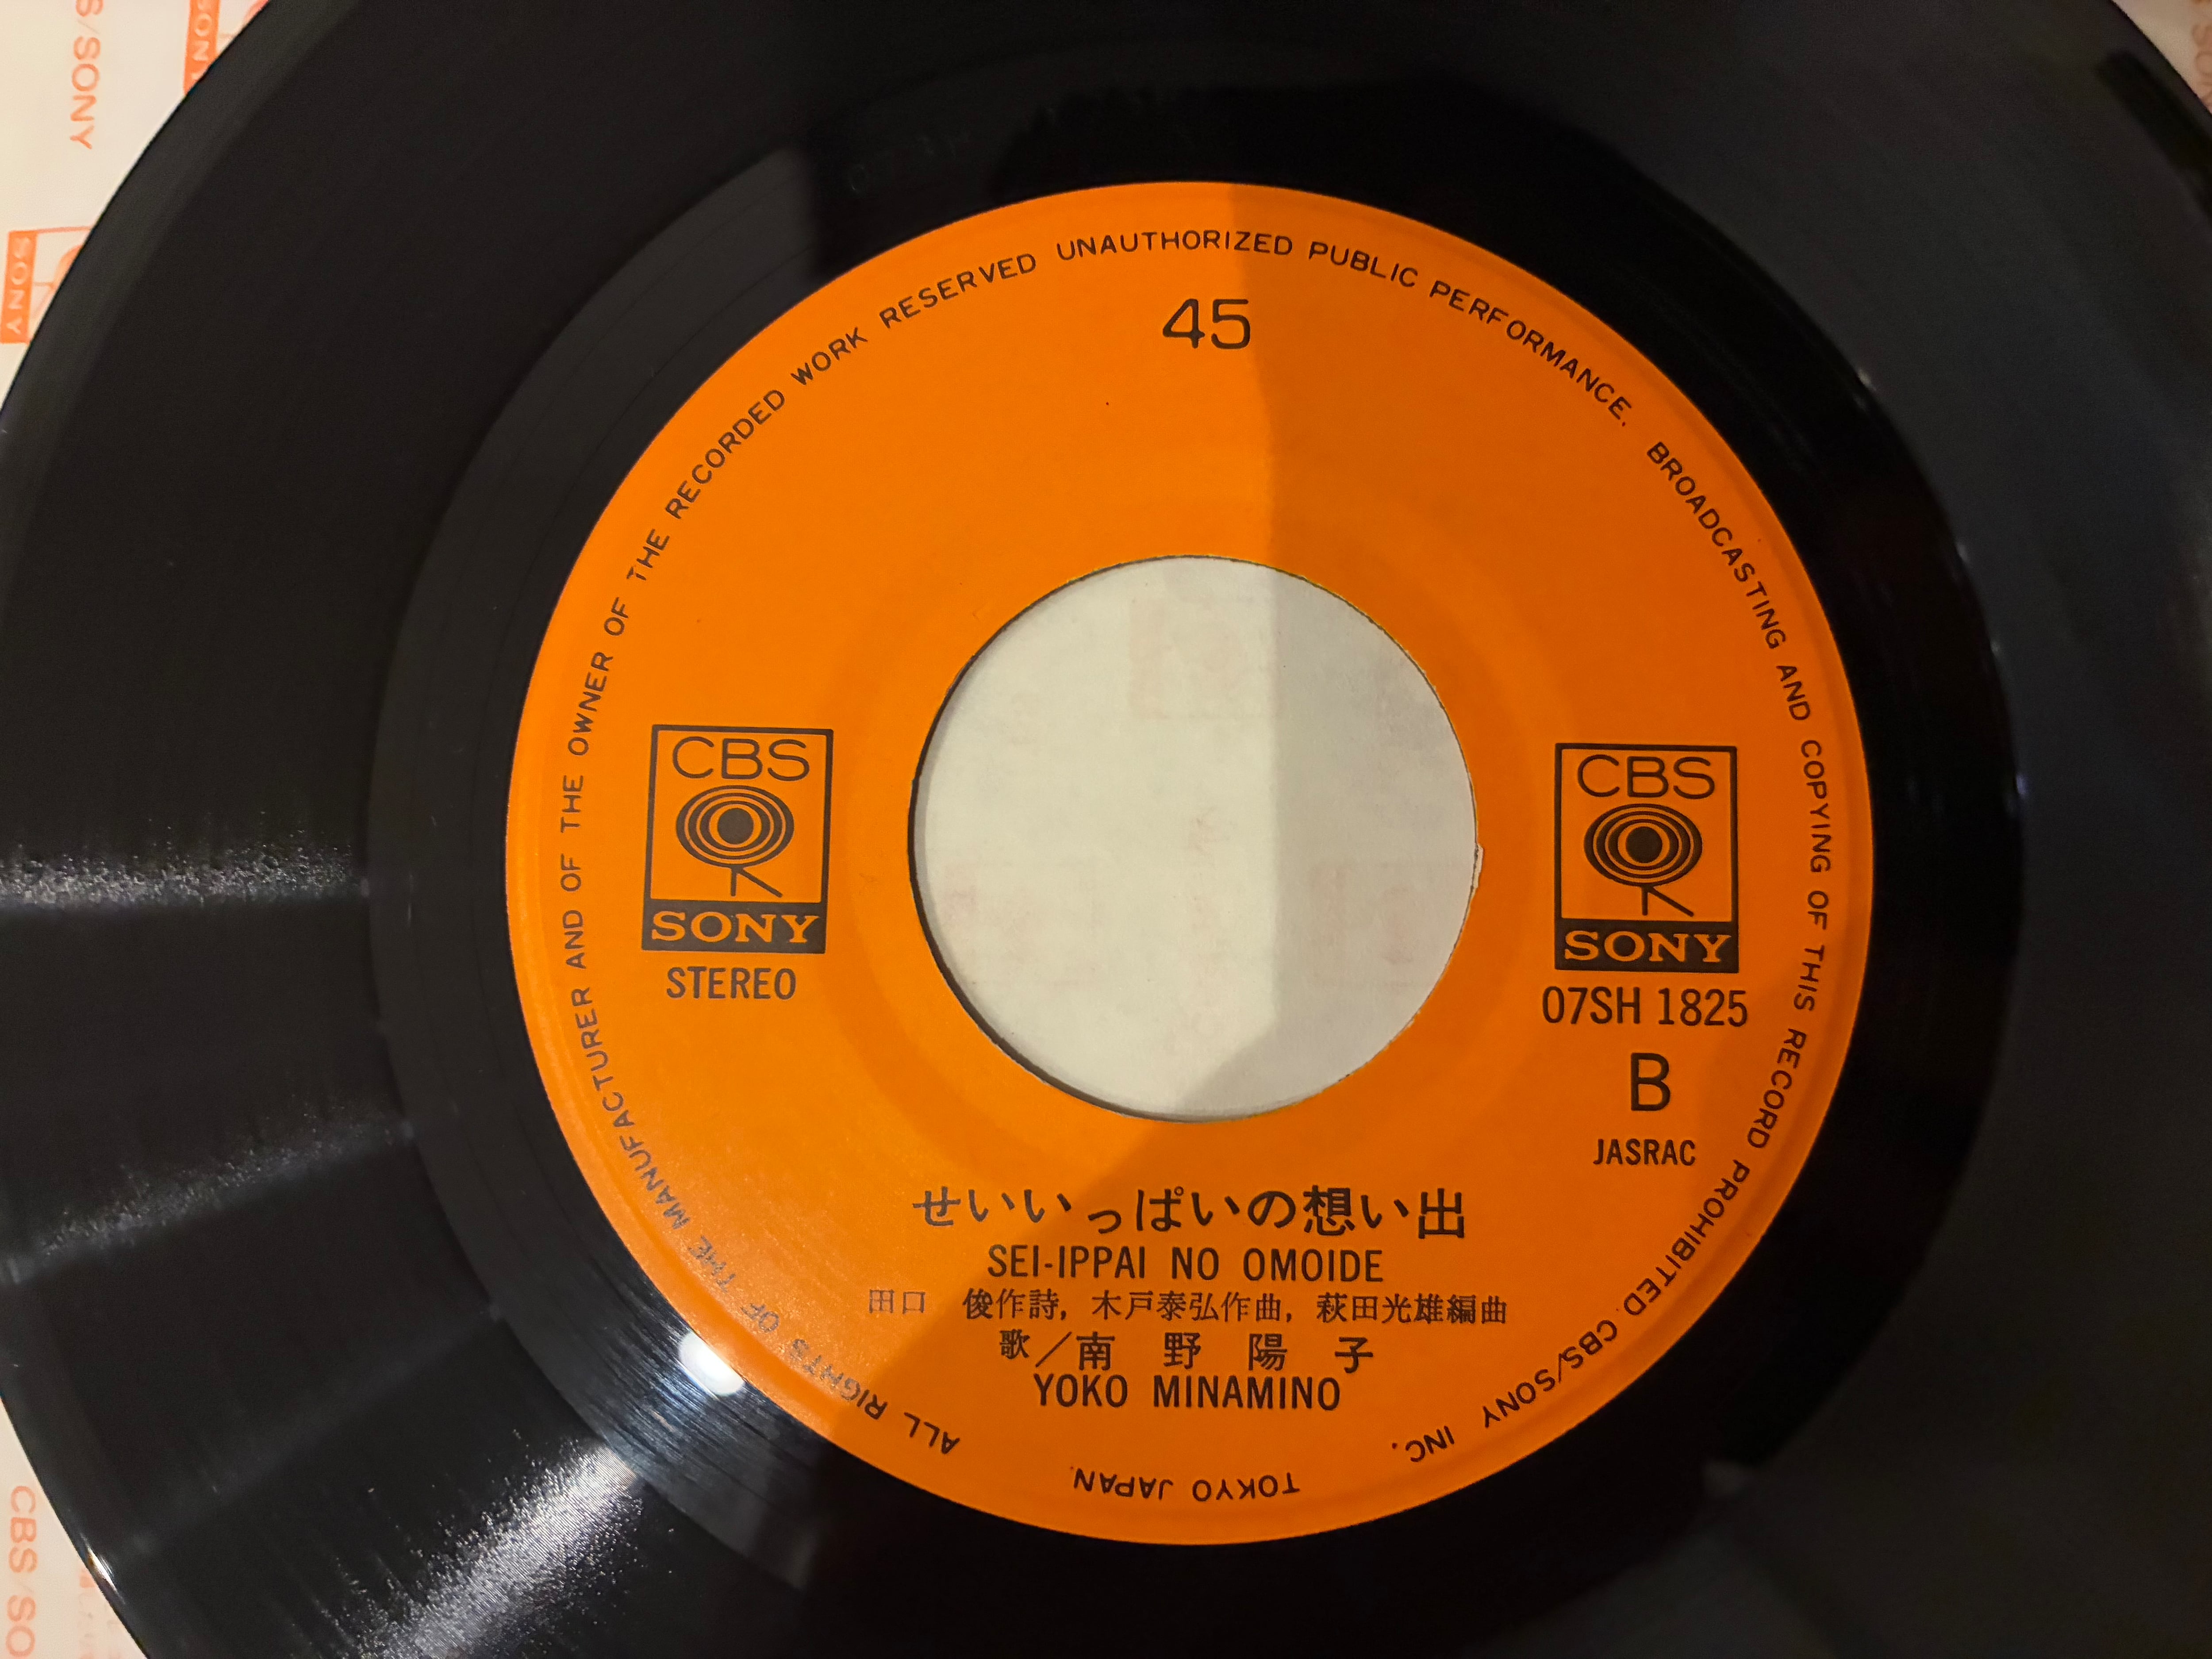 ALL RIGHTS OF THE MANUFACTURER AND OF THE OWNER OF THE RECORDED WORK RESERVED UNAUTHORIZED PUBLIC PERFORMANCE. BROADCASTING AND COPYING OF THIS RECORD PROHIBITED CBS/SONY INC. TOKYO JAPAN.
45
CBS
SONY
STEREO
CBS
SONY
07SH 1825
B
JASRAC
せいいっぱいの想い出
SEI-IPPAI NO OMOIDE
田口 俊作詩, 木戸泰弘作曲, 萩田光雄編曲
歌/南野陽子
YOKO MINAMINO
CBS/SONY
SONY
SONY